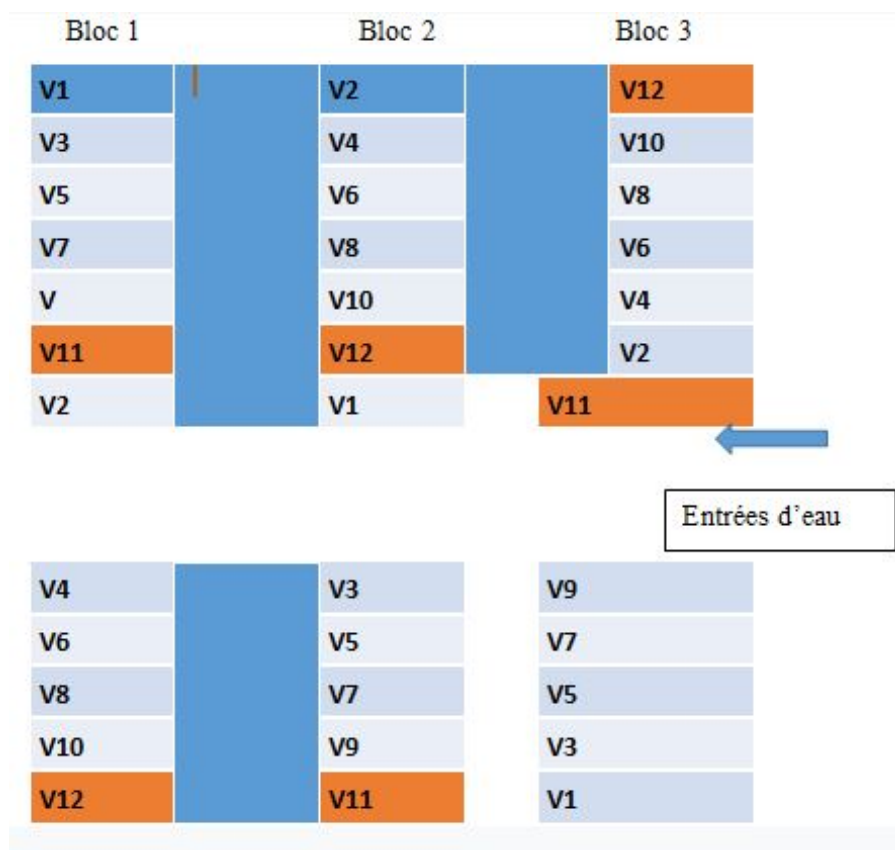 Bloc 1 Bloc 2 Bloc 3
V1 V2 V12
V3 V4 V10
V5 V6 V8
V7 V8 V6
V V10 V4
V11 V12 V2
V2 V1 V11
Entrées d'eau
V4 V3 V9
V6 V5 V7
V8 V7 V5
V10 V9 V3
V12 V11 V1